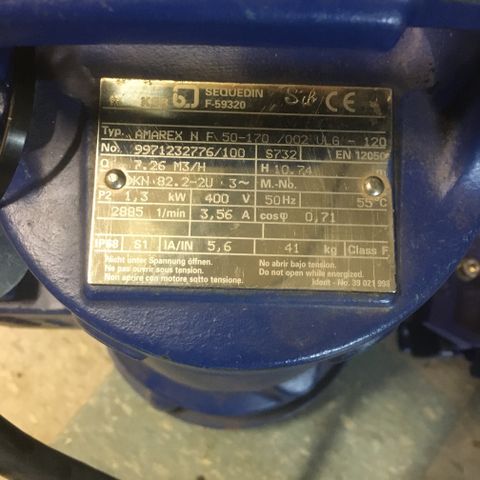 KSB SEQUEDIN
F-59320 CE
Typ. AMAREX N F 50-170 /002 ULG - 120
No. 9971232776/100 S732 EN 12050
Q 7.26 M3/H H 10.74 m
DKN 82.2-2U 3~ M.-No.
P2 1,3 kW 400 V 50Hz 55°C
2885 1/min 3,56 A cosφ 0,71
IP68 S1 IA/IN 5,6 41 kg Class F
Nicht unter Spannung öffnen. No abrir bajo tension.
Ne pas ouvrir sous tension. Do not open while energized.
Non aprire con motore sotto tensione. Ident - No. 39 021 998